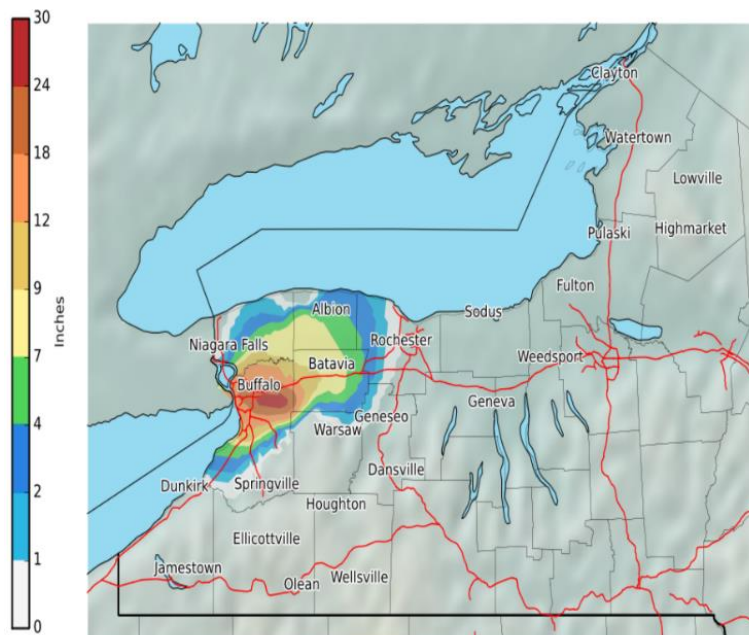 30
24
18
12
9
7
4
2
1
0
Inches
Clayton
Watertown
Lowville
Highmarket
Pulaski
Fulton
Sodus
Albion
Rochester
Niagara Falls
Batavia
Weedsport
Buffalo
Geneva
Geneseo
Warsaw
Dansville
Dunkirk
Springville
Houghton
Ellicottville
Jamestown
Wellsville
Olean